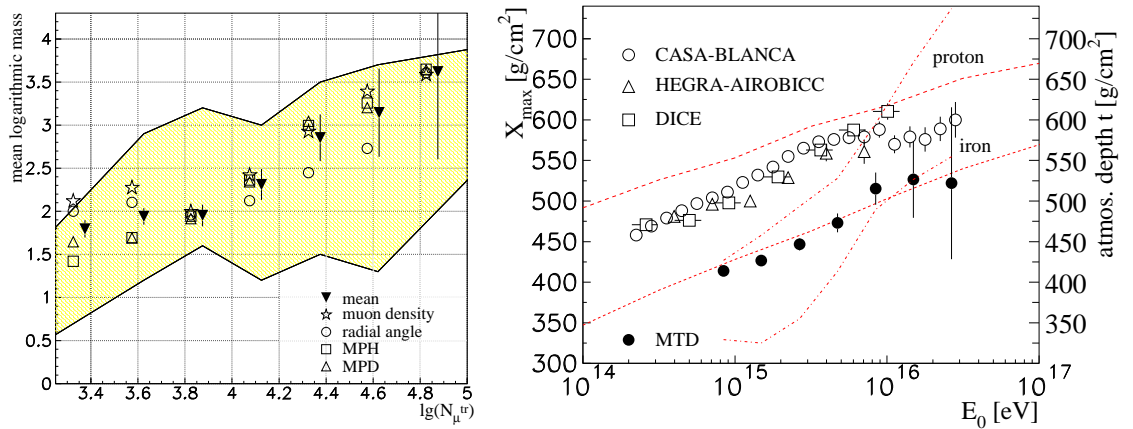 mean logarithmic mass
4
3.5
3
2.5
2
1.5
1
0.5
0
mean
muon density
radial angle
MPH
MPD
3.4 3.6 3.8 4 4.2 4.4 4.6 4.8 5
lg(N_μ^tr)
X_max [g/cm²]
700
650
600
550
500
450
400
350
300
CASA-BLANCA
HEGRA-AIROBICC
DICE
proton
iron
MTD
700
650
600
550
500
450
400
350
atmos. depth t [g/cm²]
10^14 10^15 10^16 10^17
E_0 [eV]